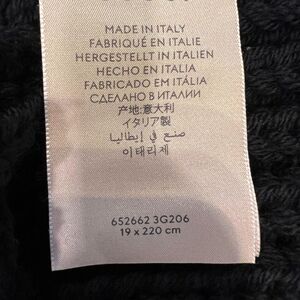 MADE IN ITALY
FABRIQUÉ EN ITALIE
HERGESTELLT IN ITALIEN
HECHO EN ITALIA
FABRICADO EM ITÁLIA
СДЕЛАНО В ИТАЛИИ
产地:意大利
イタリア製
صنع في إيطاليا
이태리제
652662 3G206
19 x 220 cm